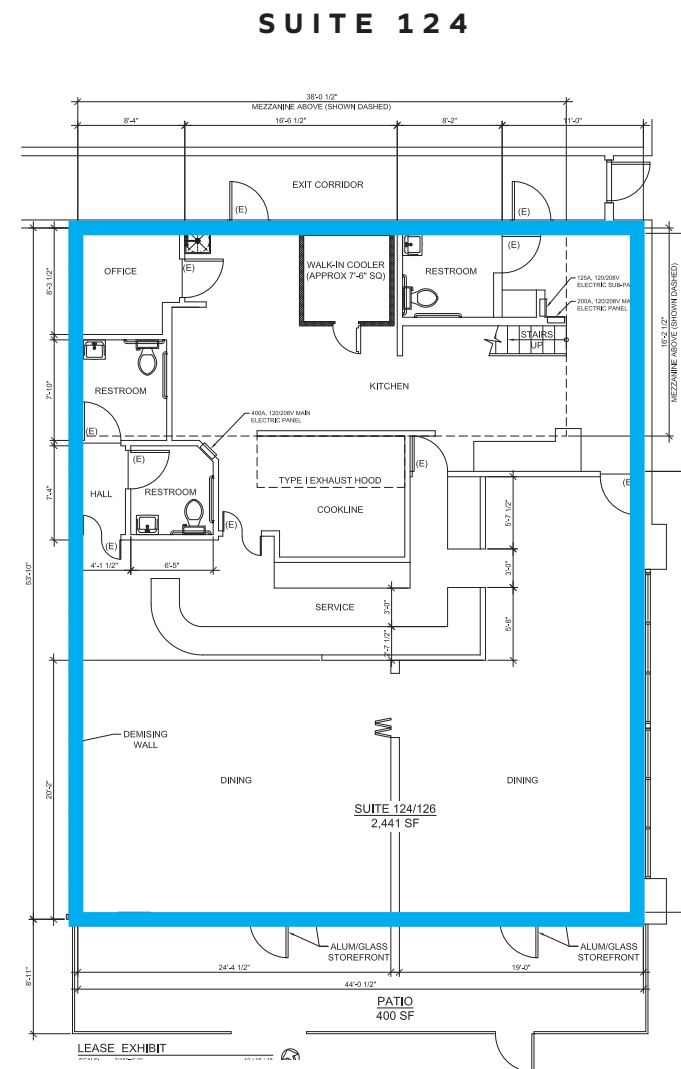 SUITE 124
38'-0 1/2"
MEZZANINE ABOVE (SHOWN DASHED)
8'-4"
16'-6 1/2"
8'-2"
11'-0"
EXIT CORRIDOR
(E)
(E)
OFFICE
(E)
WALK-IN COOLER
(APPROX 7'-6" SQ)
RESTROOM
(E)
125A, 120/208V
ELECTRIC SUB-PA
200A, 120/208V MA
ELECTRIC PANEL
8'-3 1/2"
STAIRS
UP
16'-2 1/2"
MEZZANINE ABOVE (SHOWN DASHED)
7'-10"
RESTROOM
KITCHEN
(E)
400A, 120/208V MAIN
ELECTRIC PANEL
(E)
(E)
TYPE I EXHAUST HOOD
(E
HALL
RESTROOM
COOKLINE
7'-4"
(E)
(E)
5'-7 1/2"
53'-10"
4'-1 1/2"
6'-5"
3'-0"
SERVICE
3'-0"
5'-8"
DEMISING
WALL
20'-2"
DINING
DINING
SUITE 124/126
2,441 SF
ALUM/GLASS
STOREFRONT
ALUM/GLASS
STOREFRONT
24'-4 1/2"
19'-0"
8'-11"
44'-0 1/2"
PATIO
400 SF
LEASE EXHIBIT